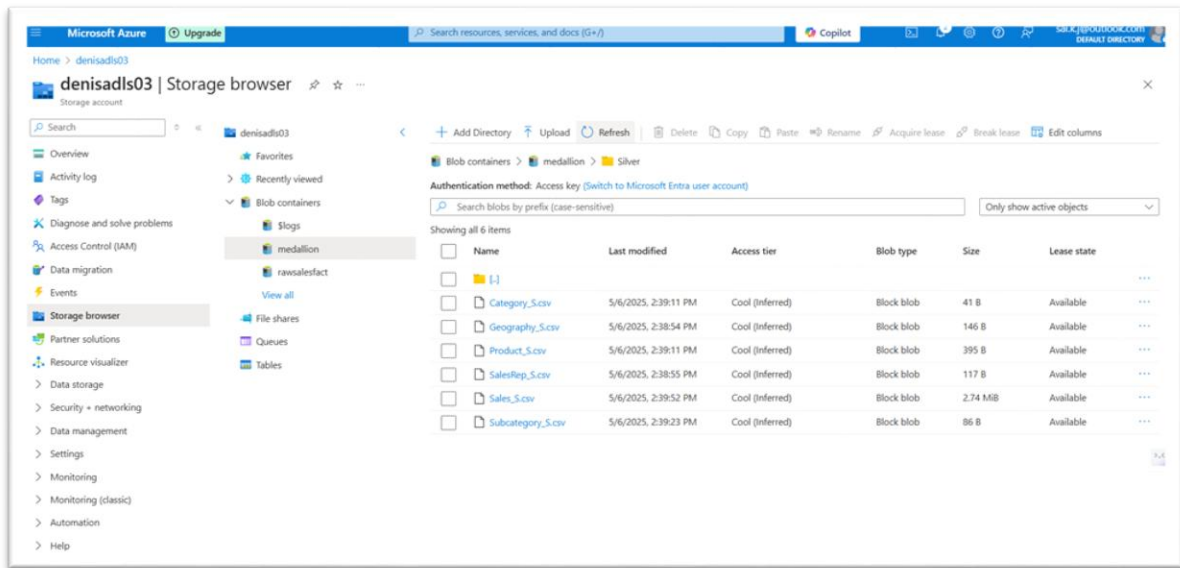 Microsoft Azure Upgrade Search resources, services, and docs (G+/) Copilot
DEFAULT DIRECTORY
Home > denisadls03
denisadls03 | Storage browser
Storage account
Search
Overview
Activity log
Tags
Diagnose and solve problems
Access Control (IAM)
Data migration
Events
Storage browser
Partner solutions
Resource visualizer
Data storage
Security + networking
Data management
Settings
Monitoring
Monitoring (classic)
Automation
Help
denisadls03
Favorites
Recently viewed
Blob containers
$logs
medallion
rawsalesfact
View all
File shares
Queues
Tables
Add Directory Upload Refresh Delete Copy Paste Rename Acquire lease Break lease Edit columns
Blob containers > medallion > Silver
Authentication method: Access key (Switch to Microsoft Entra user account)
Search blobs by prefix (case-sensitive) Only show active objects
Showing all 6 items
Name Last modified Access tier Blob type Size Lease state
[..]
Category_S.csv 5/6/2025, 2:39:11 PM Cool (Inferred) Block blob 41 B Available
Geography_S.csv 5/6/2025, 2:38:54 PM Cool (Inferred) Block blob 146 B Available
Product_S.csv 5/6/2025, 2:39:11 PM Cool (Inferred) Block blob 395 B Available
SalesRep_S.csv 5/6/2025, 2:38:55 PM Cool (Inferred) Block blob 117 B Available
Sales_S.csv 5/6/2025, 2:39:52 PM Cool (Inferred) Block blob 2.74 MiB Available
Subcategory_S.csv 5/6/2025, 2:39:23 PM Cool (Inferred) Block blob 86 B Available